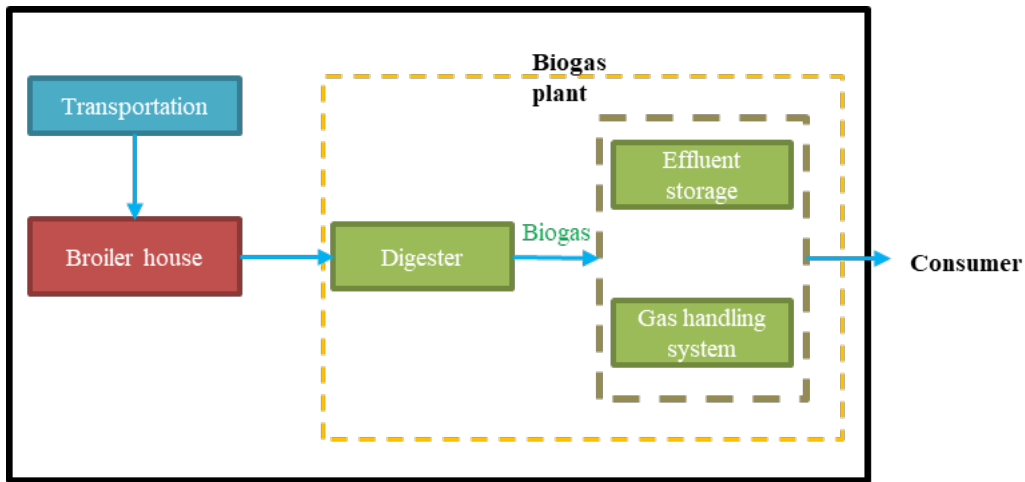 Biogas
plant
Transportation
Effluent
storage
Broiler house
Digester
Biogas
Consumer
Gas handling
system